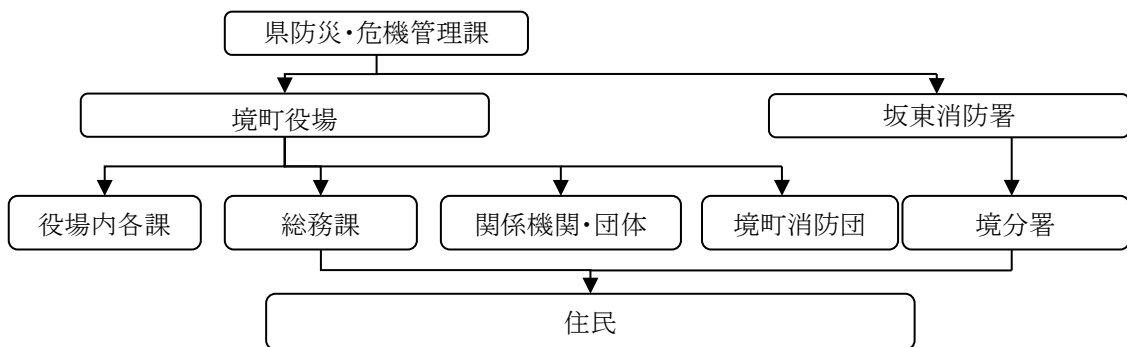 県防災・危機管理課
境町役場
坂東消防署
役場内各課
総務課
関係機関・団体
境町消防団
境分署
住民